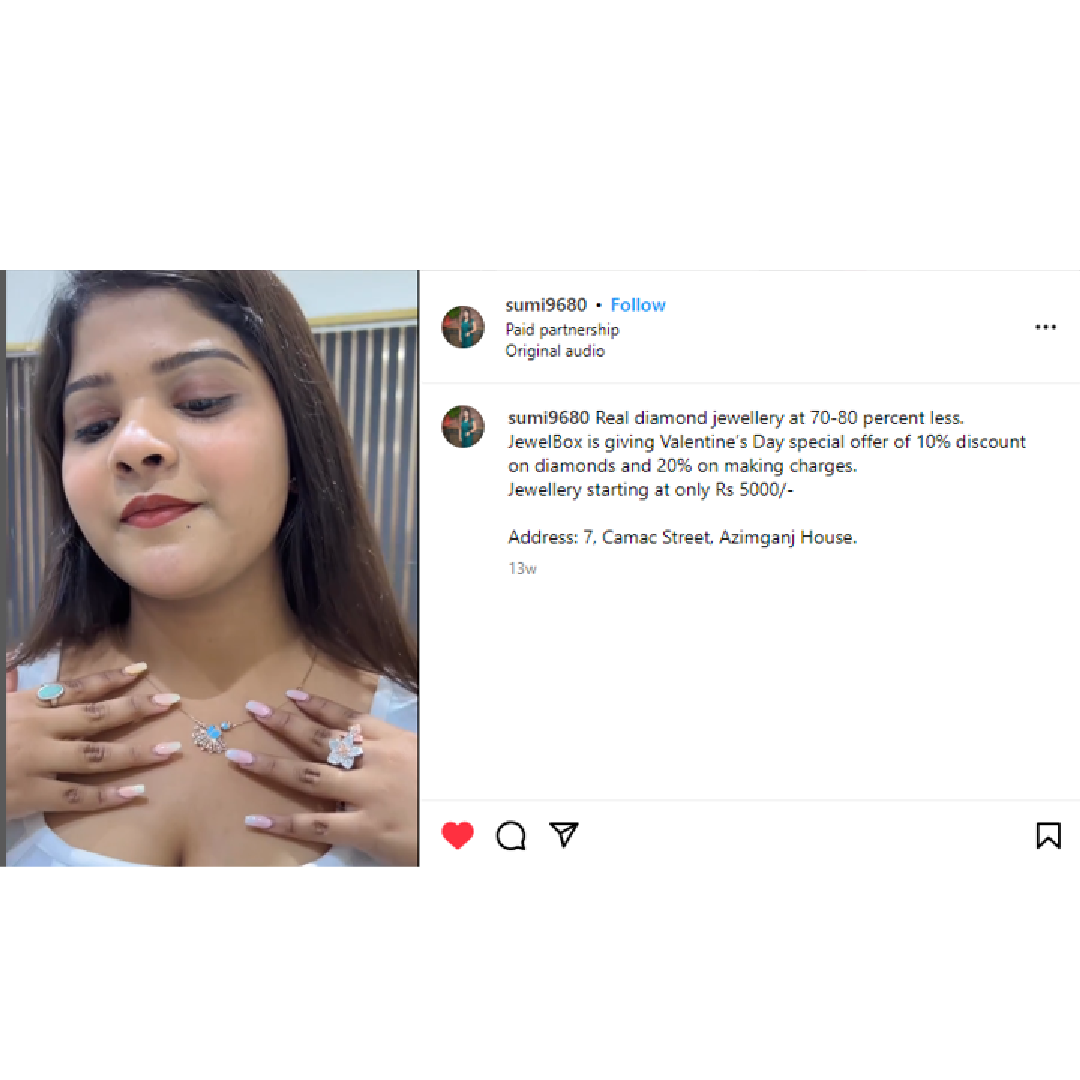 sumi9680 • Follow
Paid partnership
Original audio
sumi9680 Real diamond jewellery at 70-80 percent less.
JewelBox is giving Valentine's Day special offer of 10% discount
on diamonds and 20% on making charges.
Jewellery starting at only Rs 5000/-
Address: 7, Camac Street, Azimganj House.
13w